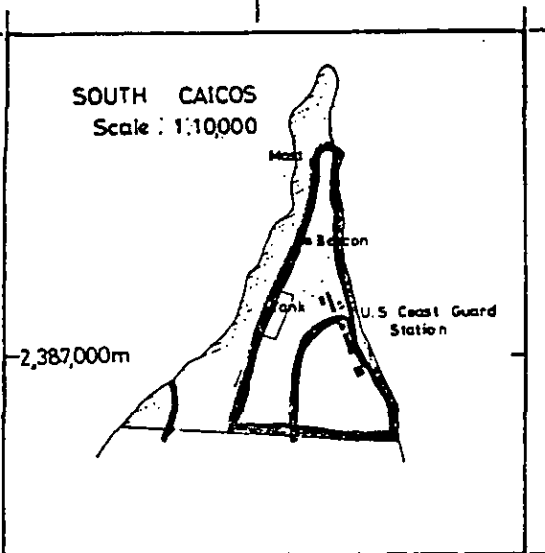 SOUTH CAICOS
Scale : 1:10,000
Mast
Beacon
Tank
U.S Coast Guard
Station
2,387,000m